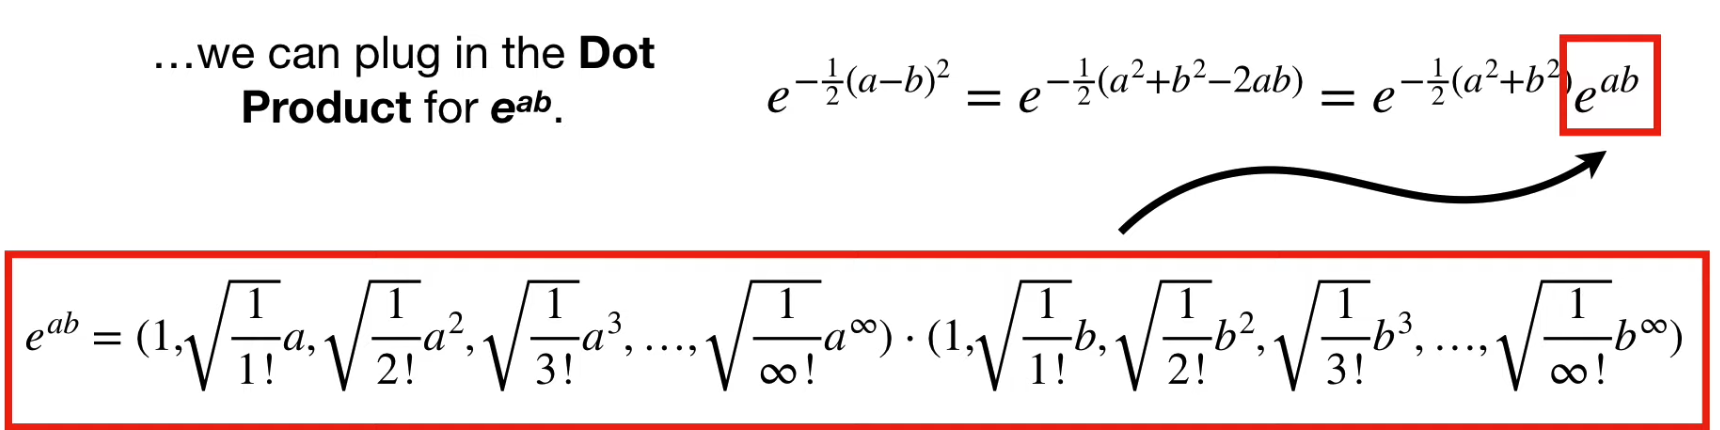 …we can plug in the Dot
Product for eᵃᵇ.
$e^{-\frac{1}{2}(a-b)^2} = e^{-\frac{1}{2}(a^2+b^2-2ab)} = e^{-\frac{1}{2}(a^2+b^2)}e^{ab}$
$e^{ab} = (1,\sqrt{\frac{1}{1!}}a,\sqrt{\frac{1}{2!}}a^2,\sqrt{\frac{1}{3!}}a^3,…,\sqrt{\frac{1}{\infty!}}a^\infty) \cdot (1,\sqrt{\frac{1}{1!}}b,\sqrt{\frac{1}{2!}}b^2,\sqrt{\frac{1}{3!}}b^3,…,\sqrt{\frac{1}{\infty!}}b^\infty)$